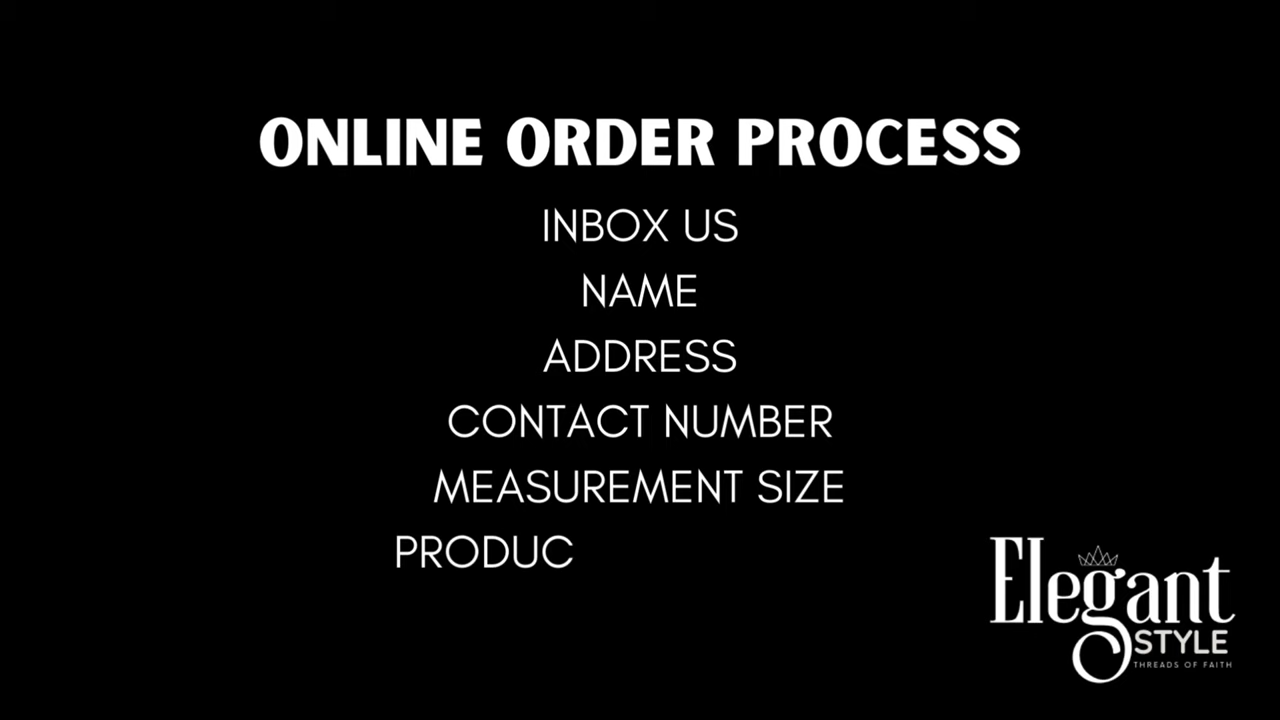 ONLINE ORDER PROCESS
INBOX US
NAME
ADDRESS
CONTACT NUMBER
MEASUREMENT SIZE
PRODUC
Elegant
STYLE
THREADS OF FAITH